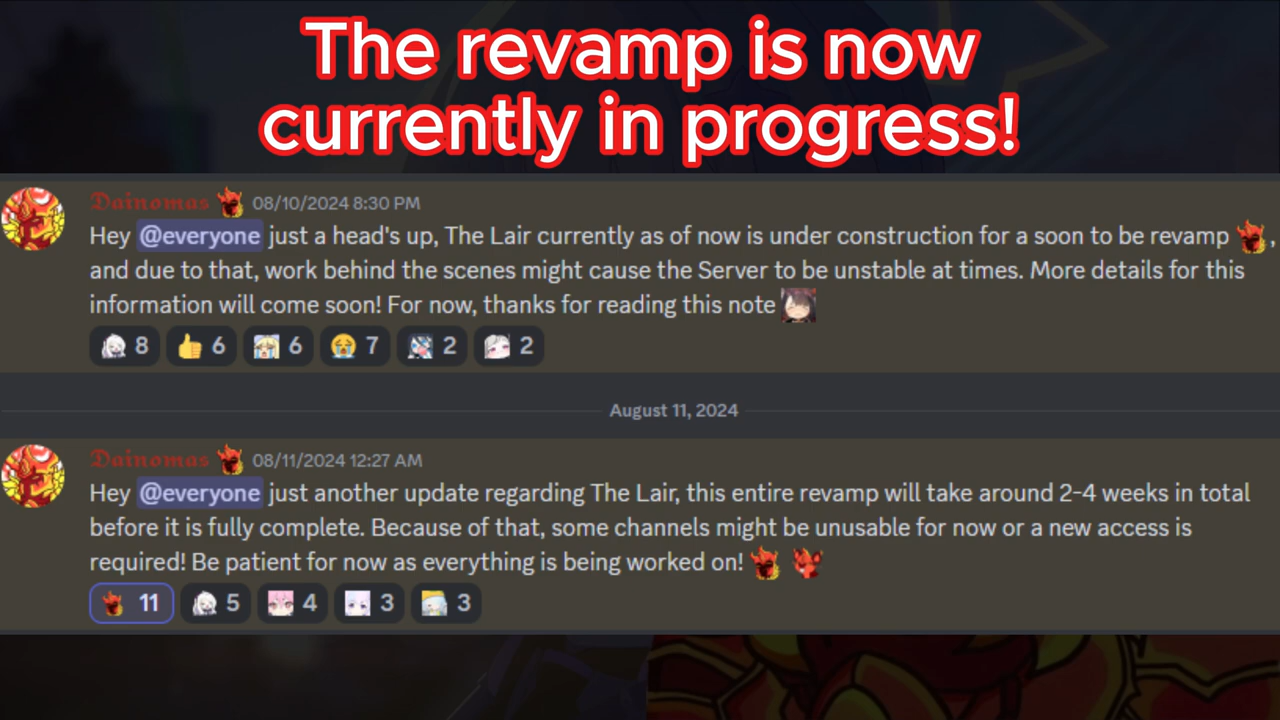 The revamp is now
currently in progress!
Dainomas 08/10/2024 8:30 PM
Hey @everyone just a head's up, The Lair currently as of now is under construction for a soon to be revamp ,
and due to that, work behind the scenes might cause the Server to be unstable at times. More details for this
information will come soon! For now, thanks for reading this note
8 6 6 7 2 2
August 11, 2024
Dainomas 08/11/2024 12:27 AM
Hey @everyone just another update regarding The Lair, this entire revamp will take around 2-4 weeks in total
before it is fully complete. Because of that, some channels might be unusable for now or a new access is
required! Be patient for now as everything is being worked on!
11 5 4 3 3